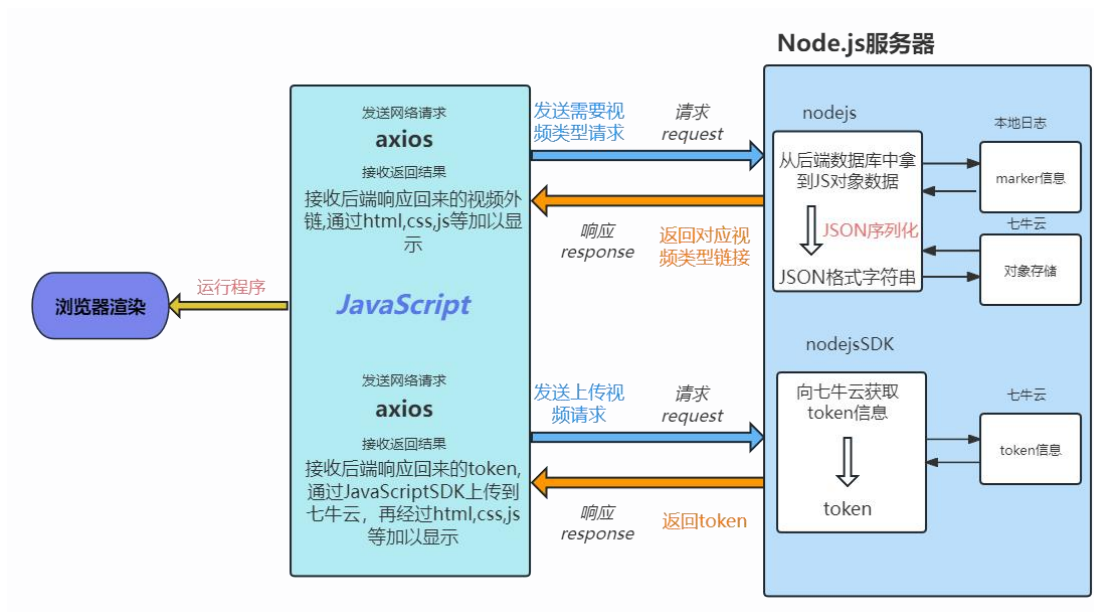 Node.js服务器
发送网络请求
axios
接收返回结果
接收后端响应回来的视频外
链,通过html,css,js等加以显
示
JavaScript
发送网络请求
axios
接收返回结果
接收后端响应回来的token,
通过JavaScriptSDK上传到
七牛云，再经过html,css,js
等加以显示
运行程序
浏览器渲染
发送需要视
频类型请求
请求
request
响应
response
返回对应视
频类型链接
发送上传视
频请求
请求
request
响应
response
返回token
nodejs
从后端数据库中拿
到JS对象数据
JSON序列化
JSON格式字符串
本地日志
marker信息
七牛云
对象存储
nodejsSDK
向七牛云获取
token信息
token
七牛云
token信息